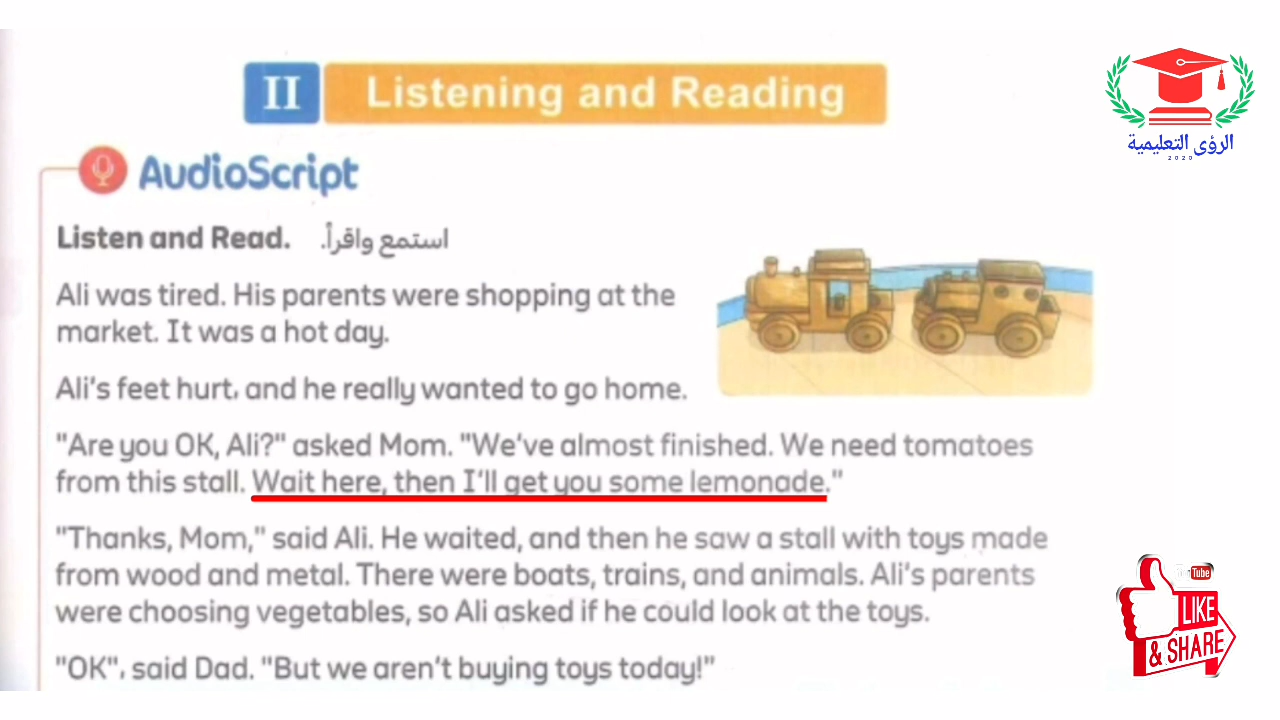 II Listening and Reading
الرؤى التعليمية
2020
AudioScript
Listen and Read. استمع واقرأ.
Ali was tired. His parents were shopping at the
market. It was a hot day.
Ali's feet hurt, and he really wanted to go home.
"Are you OK, Ali?" asked Mom. "We've almost finished. We need tomatoes
from this stall. Wait here, then I'll get you some lemonade."
"Thanks, Mom," said Ali. He waited, and then he saw a stall with toys made
from wood and metal. There were boats, trains, and animals. Ali's parents
were choosing vegetables, so Ali asked if he could look at the toys.
"OK", said Dad. "But we aren't buying toys today!"
Tube
LIKE
& SHARE